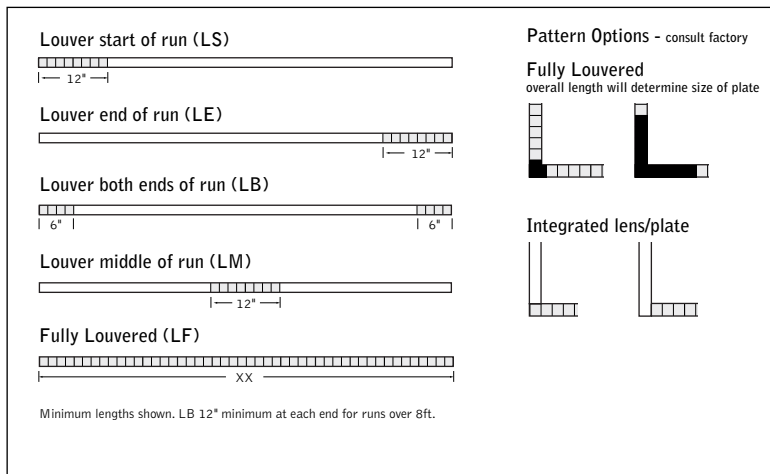 Louver start of run (LS)
12"
Louver end of run (LE)
12"
Louver both ends of run (LB)
6"
6"
Louver middle of run (LM)
12"
Fully Louvered (LF)
XX
Minimum lengths shown. LB 12" minimum at each end for runs over 8ft.
Pattern Options - consult factory
Fully Louvered
overall length will determine size of plate
Integrated lens/plate